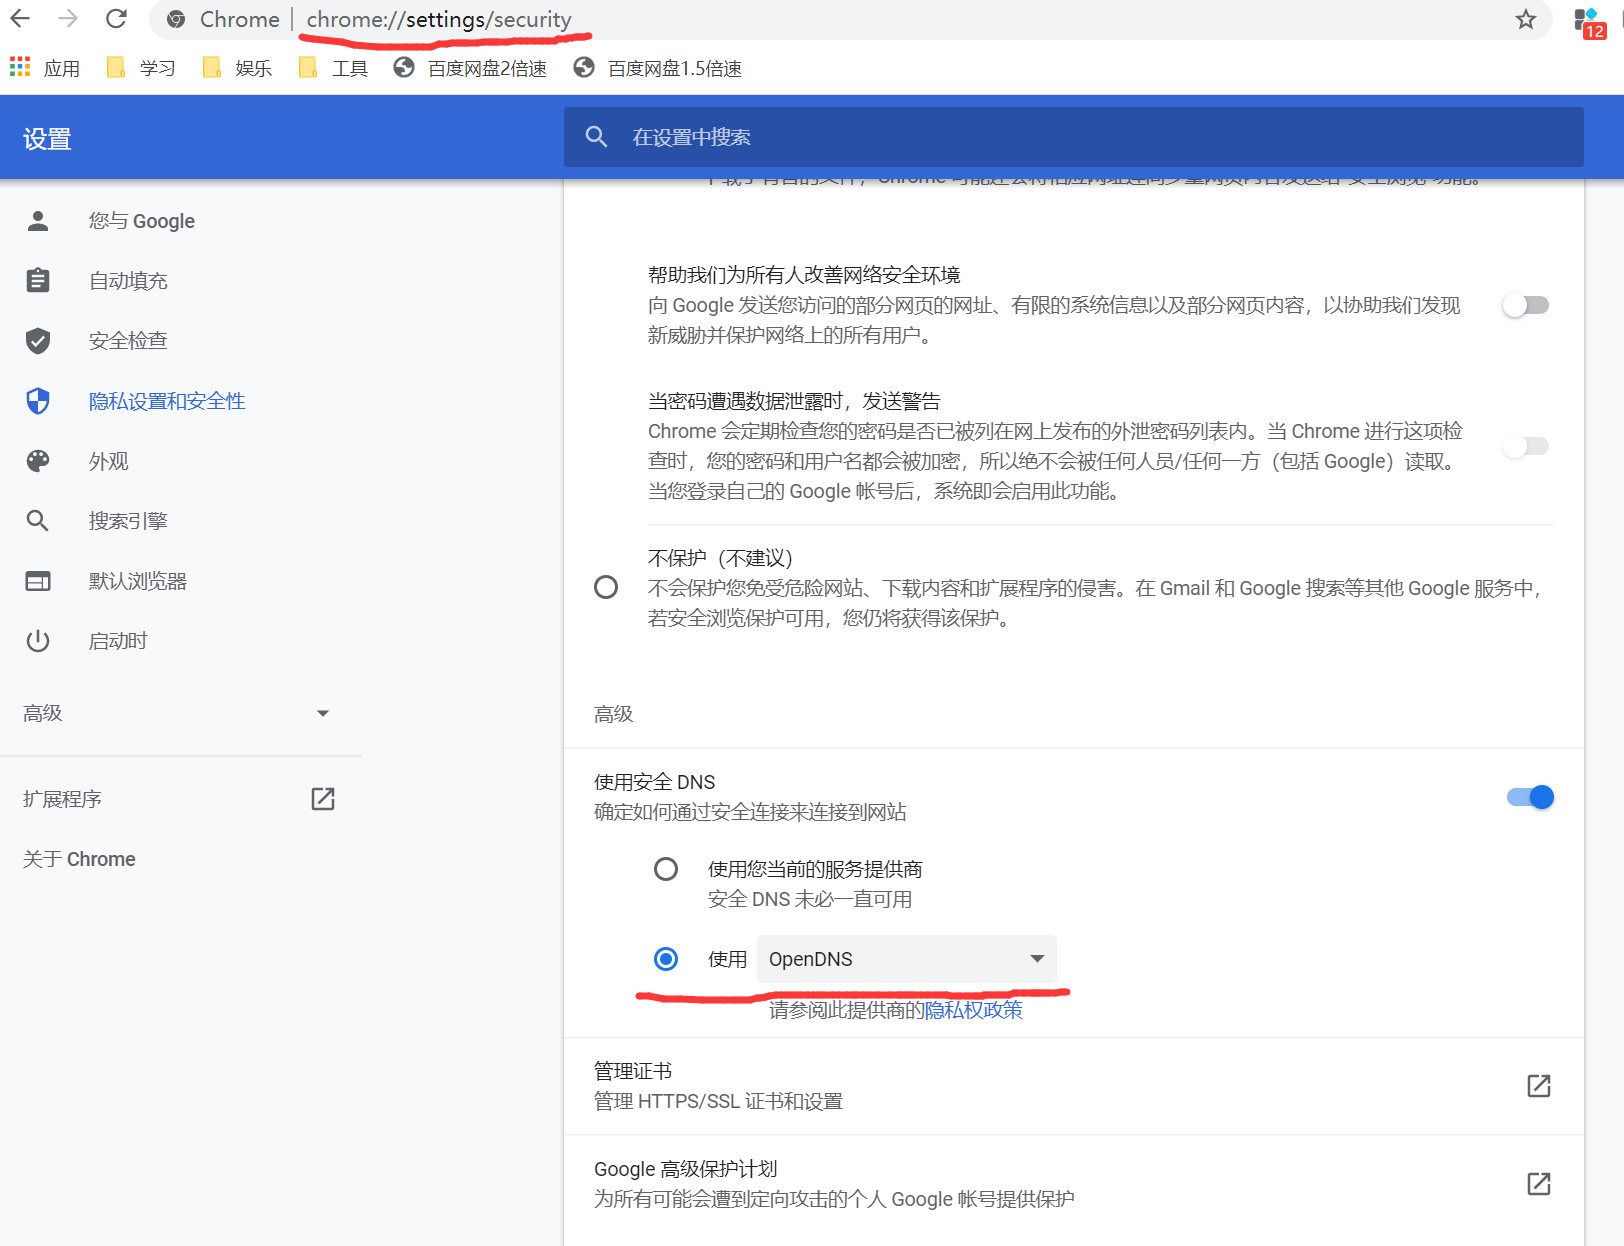 Chrome | chrome://settings/security
12
应用 学习 娱乐 工具 百度网盘2倍速 百度网盘1.5倍速
设置
在设置中搜索
您与 Google
自动填充
安全检查
隐私设置和安全性
外观
搜索引擎
默认浏览器
启动时
高级
扩展程序
关于 Chrome
帮助我们为所有人改善网络安全环境
向 Google 发送您访问的部分网页的网址、有限的系统信息以及部分网页内容，以协助我们发现
新威胁并保护网络上的所有用户。
当密码遭遇数据泄露时，发送警告
Chrome 会定期检查您的密码是否已被列在网上发布的外泄密码列表内。当 Chrome 进行这项检
查时，您的密码和用户名都会被加密，所以绝不会被任何人员/任何一方（包括 Google）读取。
当您登录自己的 Google 帐号后，系统即会启用此功能。
不保护（不建议）
不会保护您免受危险网站、下载内容和扩展程序的侵害。在 Gmail 和 Google 搜索等其他 Google 服务中，
若安全浏览保护可用，您仍将获得该保护。
高级
使用安全 DNS
确定如何通过安全连接来连接到网站
使用您当前的服务提供商
安全 DNS 未必一直可用
使用 OpenDNS
请参阅此提供商的隐私权政策
管理证书
管理 HTTPS/SSL 证书和设置
Google 高级保护计划
为所有可能会遭到定向攻击的个人 Google 帐号提供保护